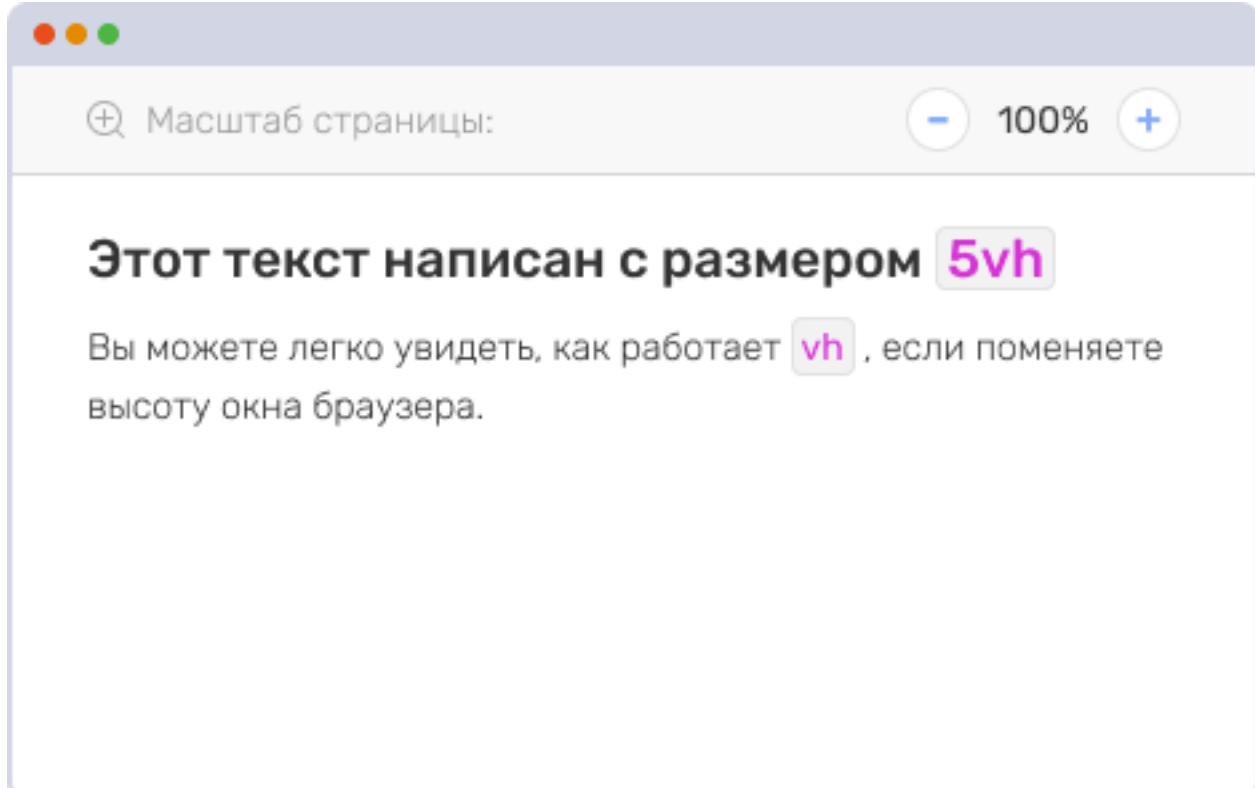 Масштаб страницы:
− 100% +
Этот текст написан с размером 5vh
Вы можете легко увидеть, как работает vh , если поменяете
высоту окна браузера.